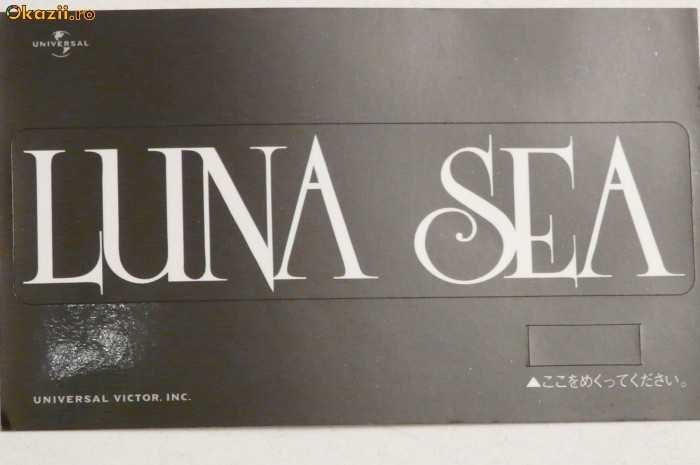 Okazii.ro
UNIVERSAL
LUNA SEA
▲ここをめくってください。
UNIVERSAL VICTOR, INC.